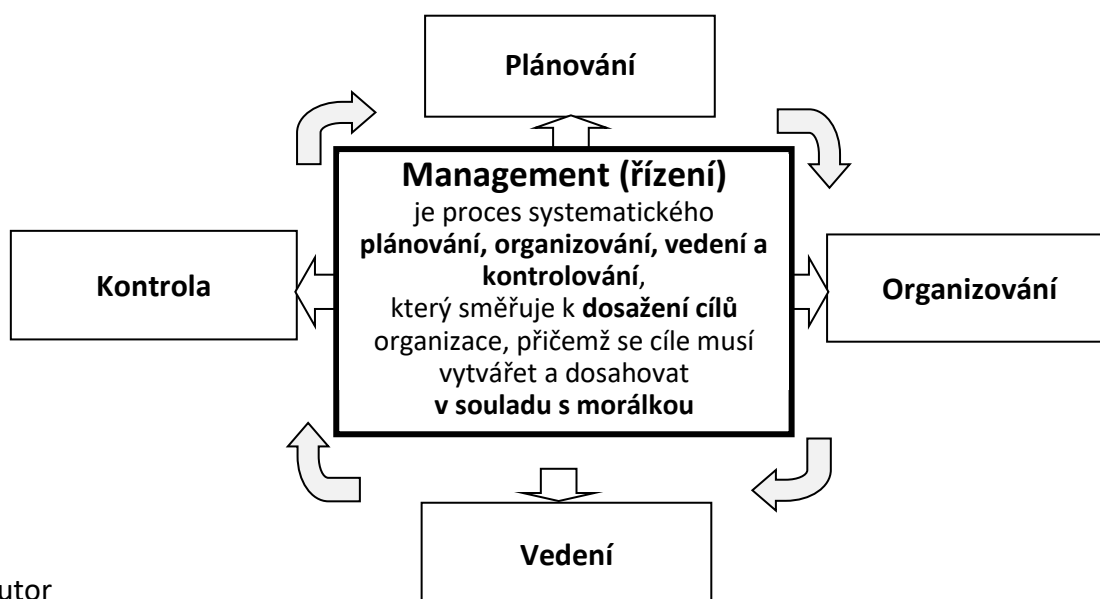 Plánování
Management (řízení)
je proces systematického
plánování, organizování, vedení a
kontrolování,
který směřuje k dosažení cílů
organizace, přičemž se cíle musí
vytvářet a dosahovat
v souladu s morálkou
Kontrola
Organizování
Vedení
utor